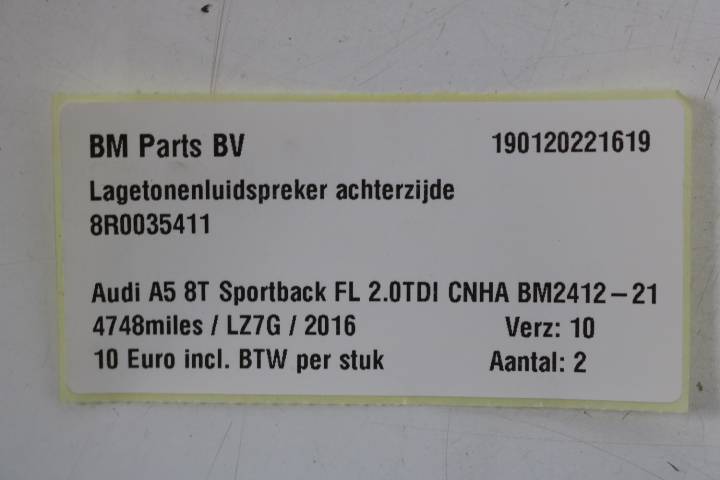 BM Parts BV 190120221619
Lagetonenluidspreker achterzijde
8R0035411
Audi A5 8T Sportback FL 2.0TDI CNHA BM2412-21
4748miles / LZ7G / 2016 Verz: 10
10 Euro incl. BTW per stuk Aantal: 2